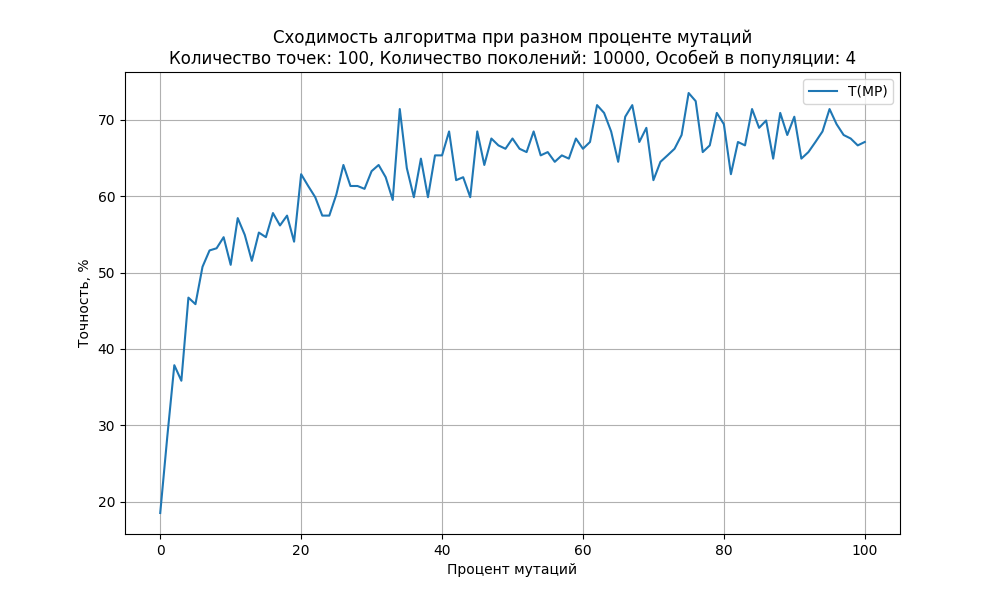 Сходимость алгоритма при разном проценте мутаций
Количество точек: 100, Количество поколений: 10000, Особей в популяции: 4
T(MP)
70
60
50
40
30
20
Точность, %
0 20 40 60 80 100
Процент мутаций